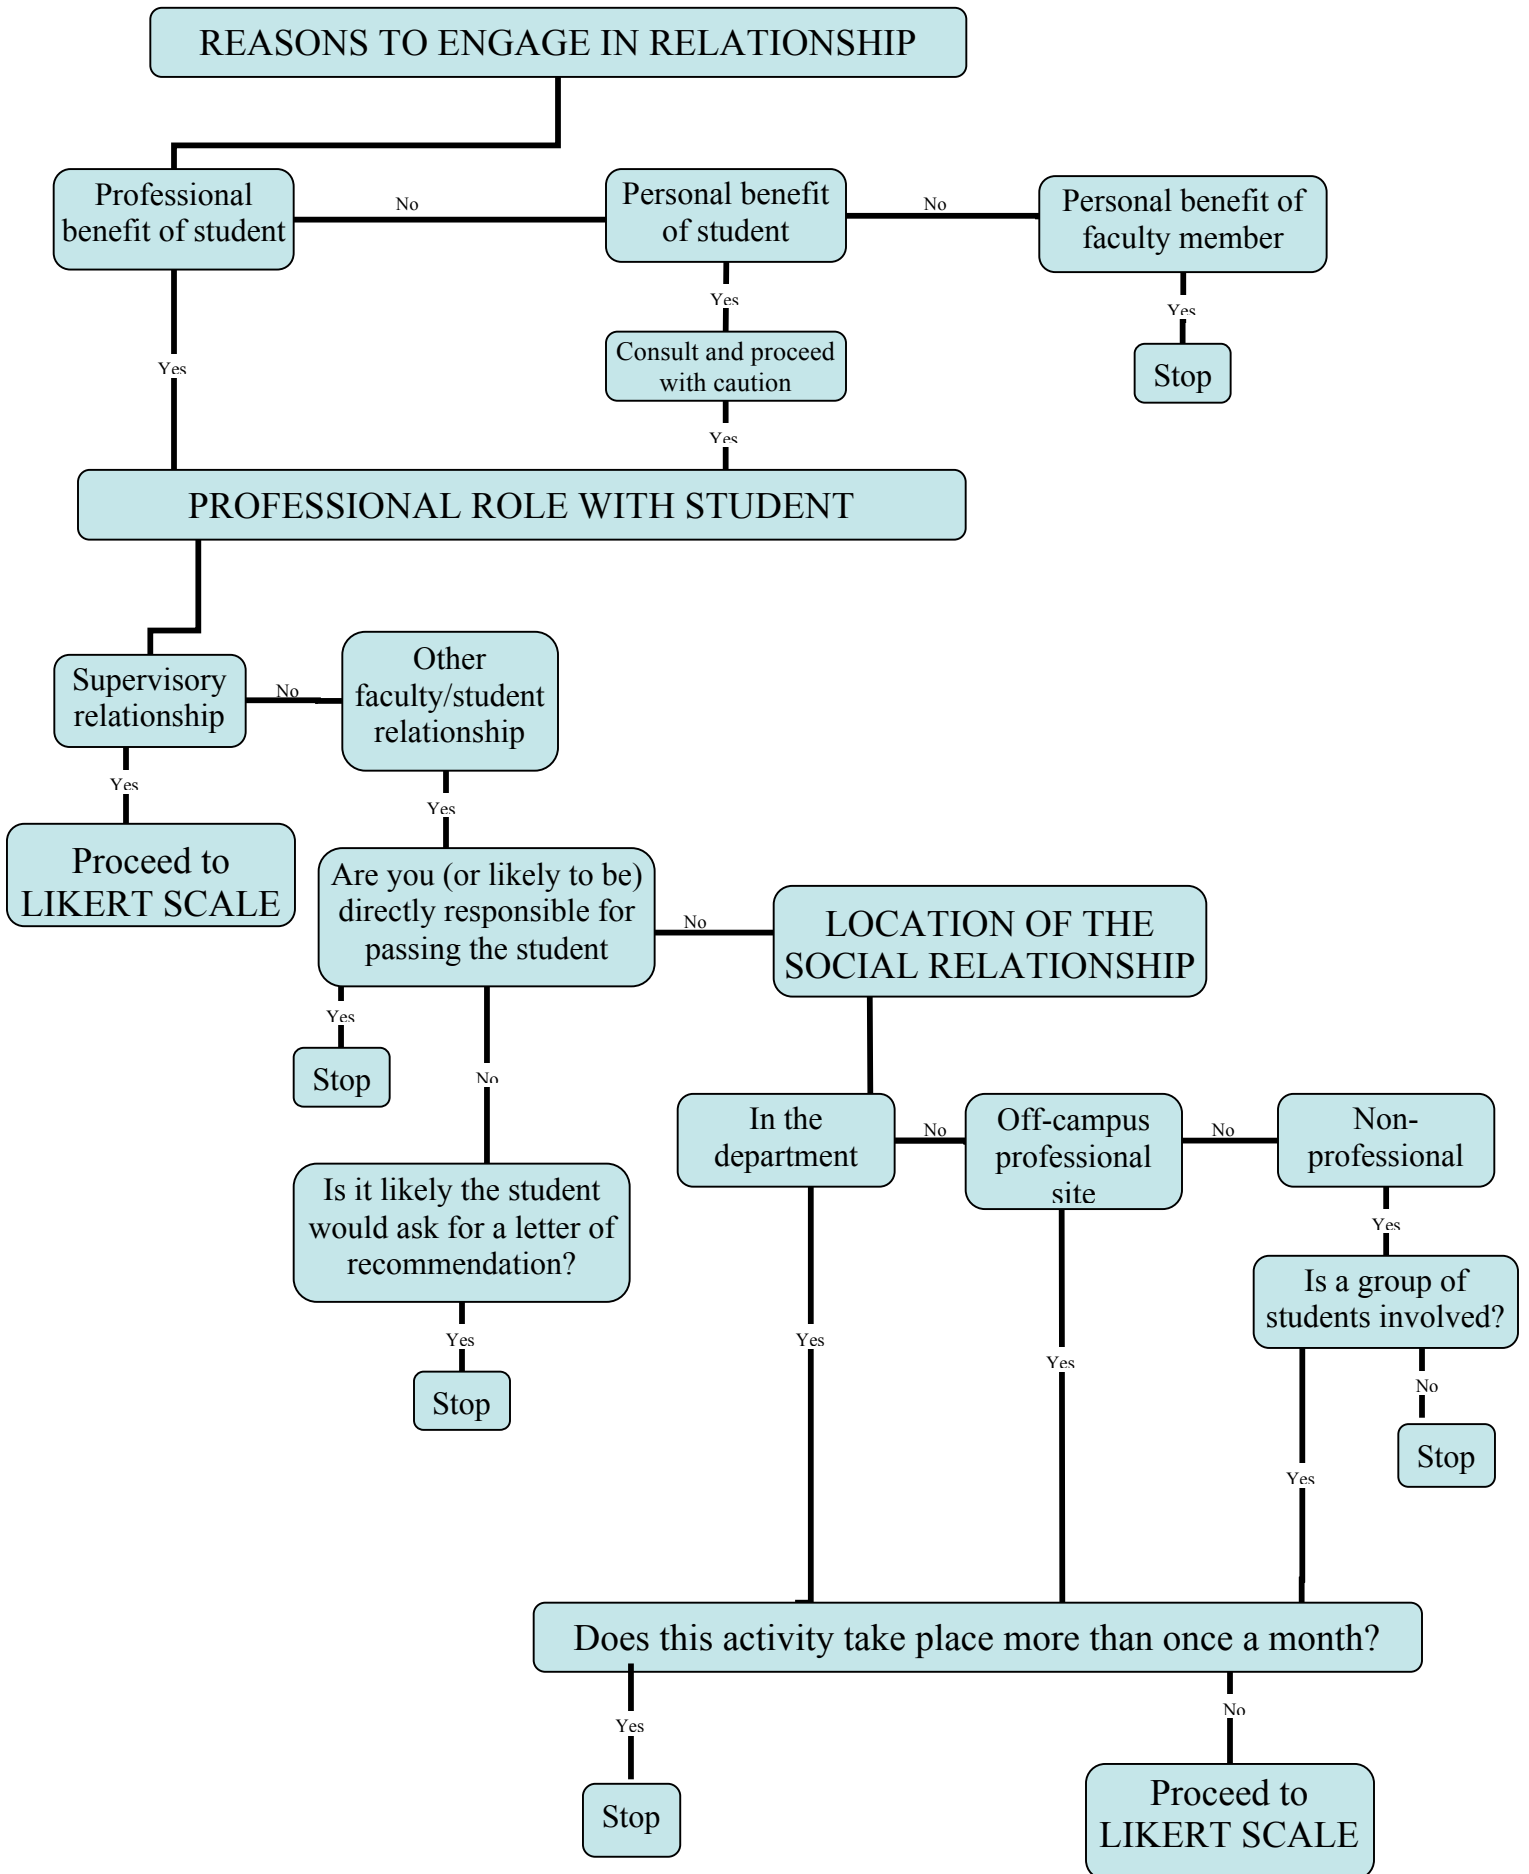 REASONS TO ENGAGE IN RELATIONSHIP
Professional
benefit of student
No
Personal benefit
of student
No
Personal benefit of
faculty member
Yes
Yes
Yes
Consult and proceed
with caution
Stop
Yes
PROFESSIONAL ROLE WITH STUDENT
Supervisory
relationship
No
Other
faculty/student
relationship
Yes
Yes
Proceed to
LIKERT SCALE
Are you (or likely to be)
directly responsible for
passing the student
No
LOCATION OF THE
SOCIAL RELATIONSHIP
Yes
Stop
No
In the
department
No
Off-campus
professional
site
No
Non-
professional
Is it likely the student
would ask for a letter of
recommendation?
Yes
Is a group of
students involved?
Yes
Stop
Yes
Yes
No
Stop
Yes
Does this activity take place more than once a month?
Yes
Stop
No
Proceed to
LIKERT SCALE